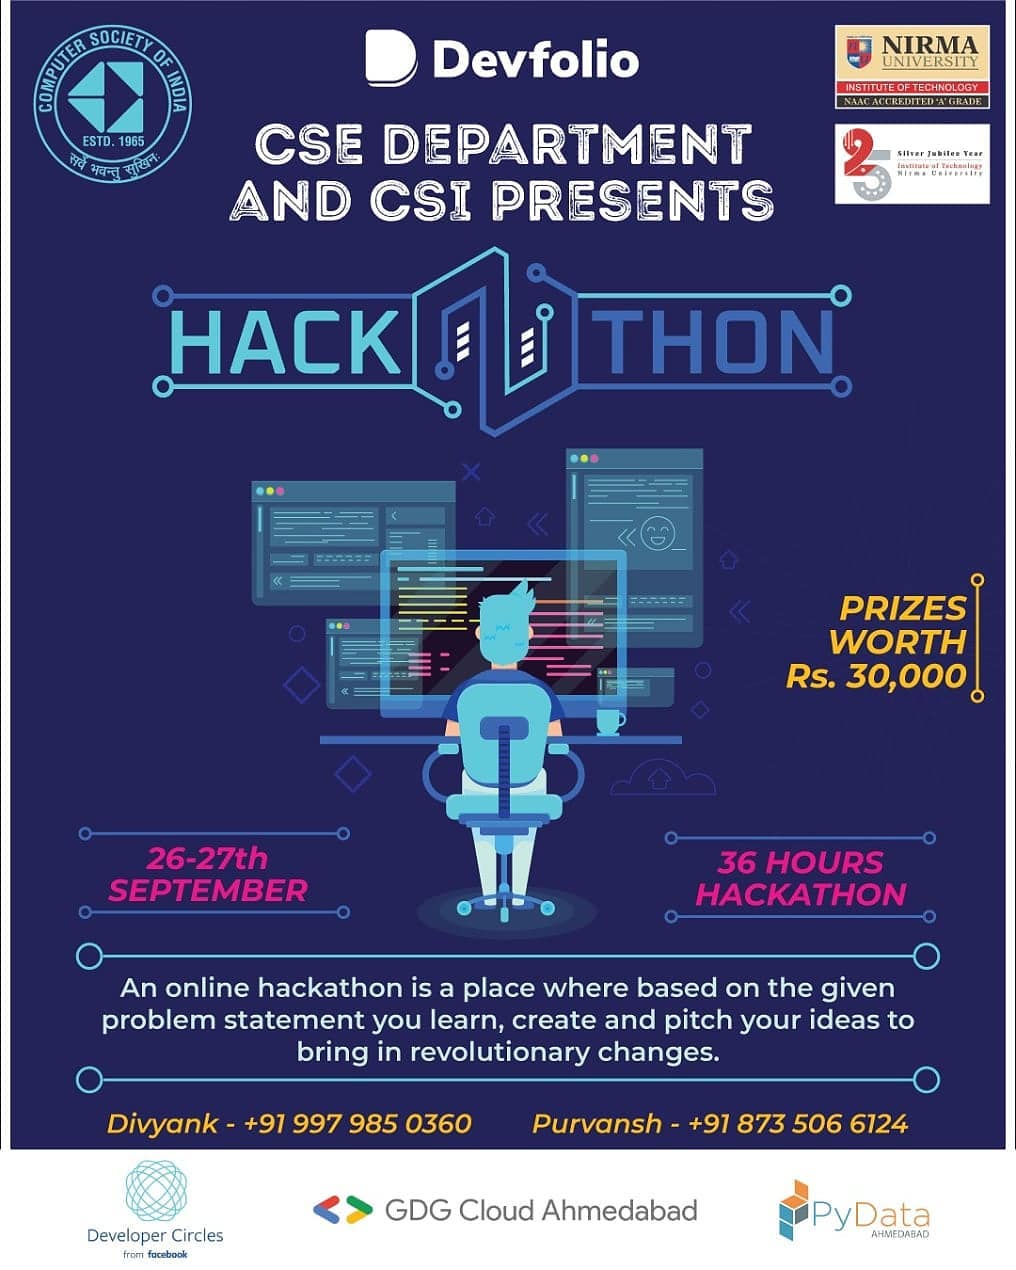 COMPUTER SOCIETY OF INDIA
ESTD. 1965
सर्वे भवन्तु सुखिनः
Devfolio
NIRMA
UNIVERSITY
INSTITUTE OF TECHNOLOGY
NAAC ACCREDITED 'A' GRADE
25
Silver Jubilee Year
Institute of Technology
Nirma University
CSE DEPARTMENT
AND CSI PRESENTS
HACK N THON
PRIZES
WORTH
Rs. 30,000
26-27th
SEPTEMBER
36 HOURS
HACKATHON
An online hackathon is a place where based on the given
problem statement you learn, create and pitch your ideas to
bring in revolutionary changes.
Divyank - +91 997 985 0360 Purvansh - +91 873 506 6124
Developer Circles
from facebook
GDG Cloud Ahmedabad
PyData
AHMEDABAD